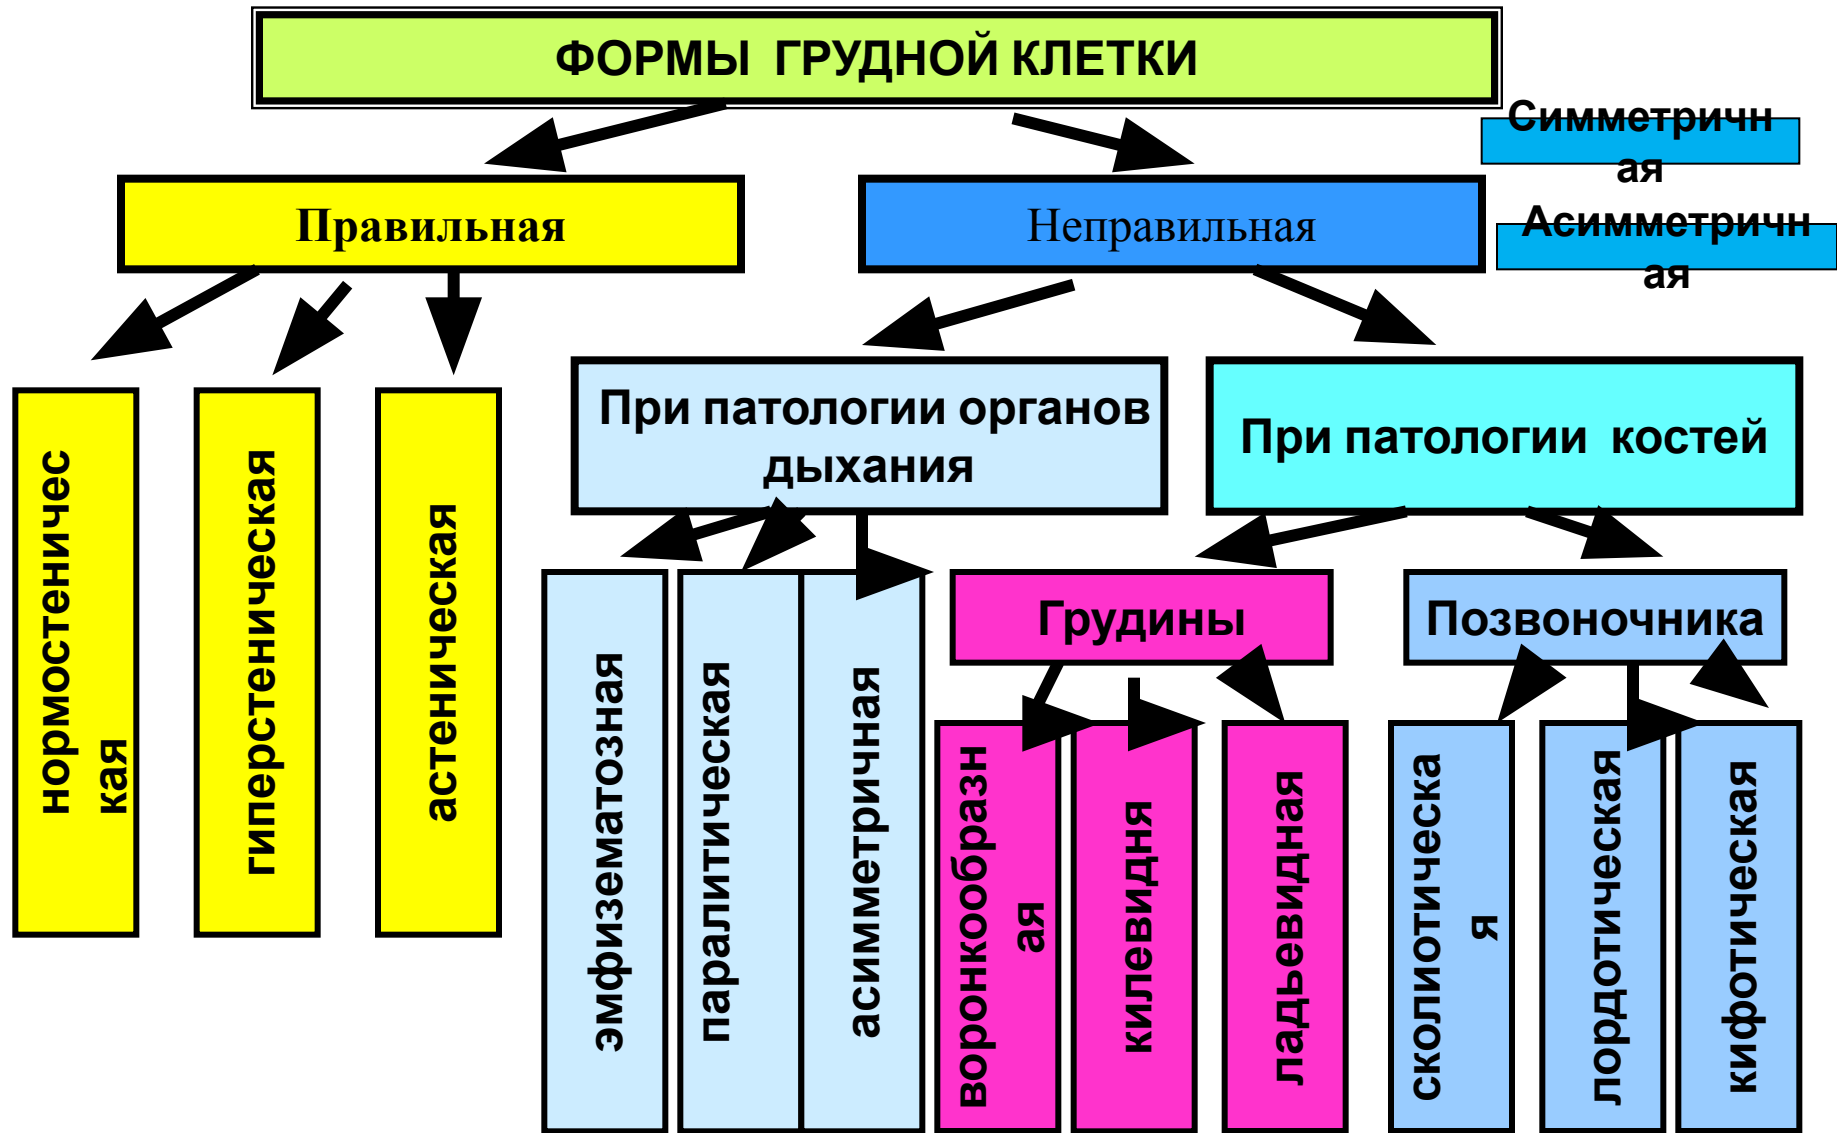 ФОРМЫ ГРУДНОЙ КЛЕТКИ
Симметричн
ая
Правильная
Неправильная
Асимметричн
ая
При патологии органов
дыхания
При патологии костей
нормостеничес
кая
гиперстеническая
астеническая
Грудины
Позвоночника
эмфизематозная
паралитическая
асимметричная
воронкообразн
ая
килевидня
ладьевидная
сколиотическа
я
лордотическая
кифотическая